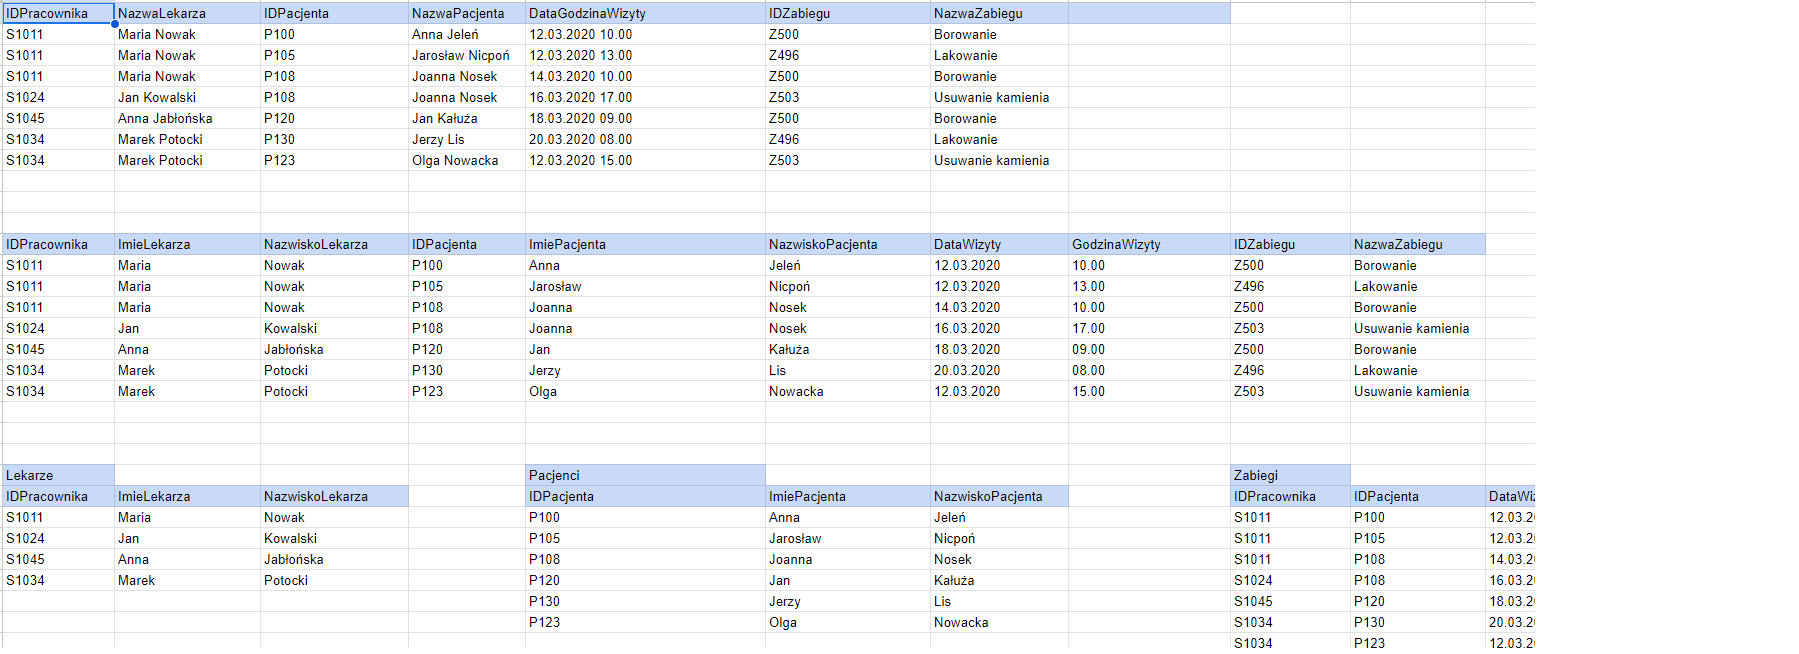 IDPracownika NazwaLekarza IDPacjenta NazwaPacjenta DataGodzinaWizyty IDZabiegu NazwaZabiegu
S1011 Maria Nowak P100 Anna Jeleń 12.03.2020 10.00 Z500 Borowanie
S1011 Maria Nowak P105 Jarosław Nicpoń 12.03.2020 13.00 Z496 Lakowanie
S1011 Maria Nowak P108 Joanna Nosek 14.03.2020 10.00 Z500 Borowanie
S1024 Jan Kowalski P108 Joanna Nosek 16.03.2020 17.00 Z503 Usuwanie kamienia
S1045 Anna Jabłońska P120 Jan Kałuża 18.03.2020 09.00 Z500 Borowanie
S1034 Marek Potocki P130 Jerzy Lis 20.03.2020 08.00 Z496 Lakowanie
S1034 Marek Potocki P123 Olga Nowacka 12.03.2020 15.00 Z503 Usuwanie kamienia
IDPracownika ImieLekarza NazwiskoLekarza IDPacjenta ImiePacjenta NazwiskoPacjenta DataWizyty GodzinaWizyty IDZabiegu NazwaZabiegu
S1011 Maria Nowak P100 Anna Jeleń 12.03.2020 10.00 Z500 Borowanie
S1011 Maria Nowak P105 Jarosław Nicpoń 12.03.2020 13.00 Z496 Lakowanie
S1011 Maria Nowak P108 Joanna Nosek 14.03.2020 10.00 Z500 Borowanie
S1024 Jan Kowalski P108 Joanna Nosek 16.03.2020 17.00 Z503 Usuwanie kamienia
S1045 Anna Jabłońska P120 Jan Kałuża 18.03.2020 09.00 Z500 Borowanie
S1034 Marek Potocki P130 Jerzy Lis 20.03.2020 08.00 Z496 Lakowanie
S1034 Marek Potocki P123 Olga Nowacka 12.03.2020 15.00 Z503 Usuwanie kamienia
Lekarze Pacjenci Zabiegi
IDPracownika ImieLekarza NazwiskoLekarza IDPacjenta ImiePacjenta NazwiskoPacjenta IDPracownika IDPacjenta DataWiz
S1011 Maria Nowak P100 Anna Jeleń S1011 P100 12.03.2
S1024 Jan Kowalski P105 Jarosław Nicpoń S1011 P105 12.03.2
S1045 Anna Jabłońska P108 Joanna Nosek S1011 P108 14.03.2
S1034 Marek Potocki P120 Jan Kałuża S1024 P108 16.03.2
P130 Jerzy Lis S1045 P120 18.03.2
P123 Olga Nowacka S1034 P130 20.03.2
S1034 P123 12.03.2